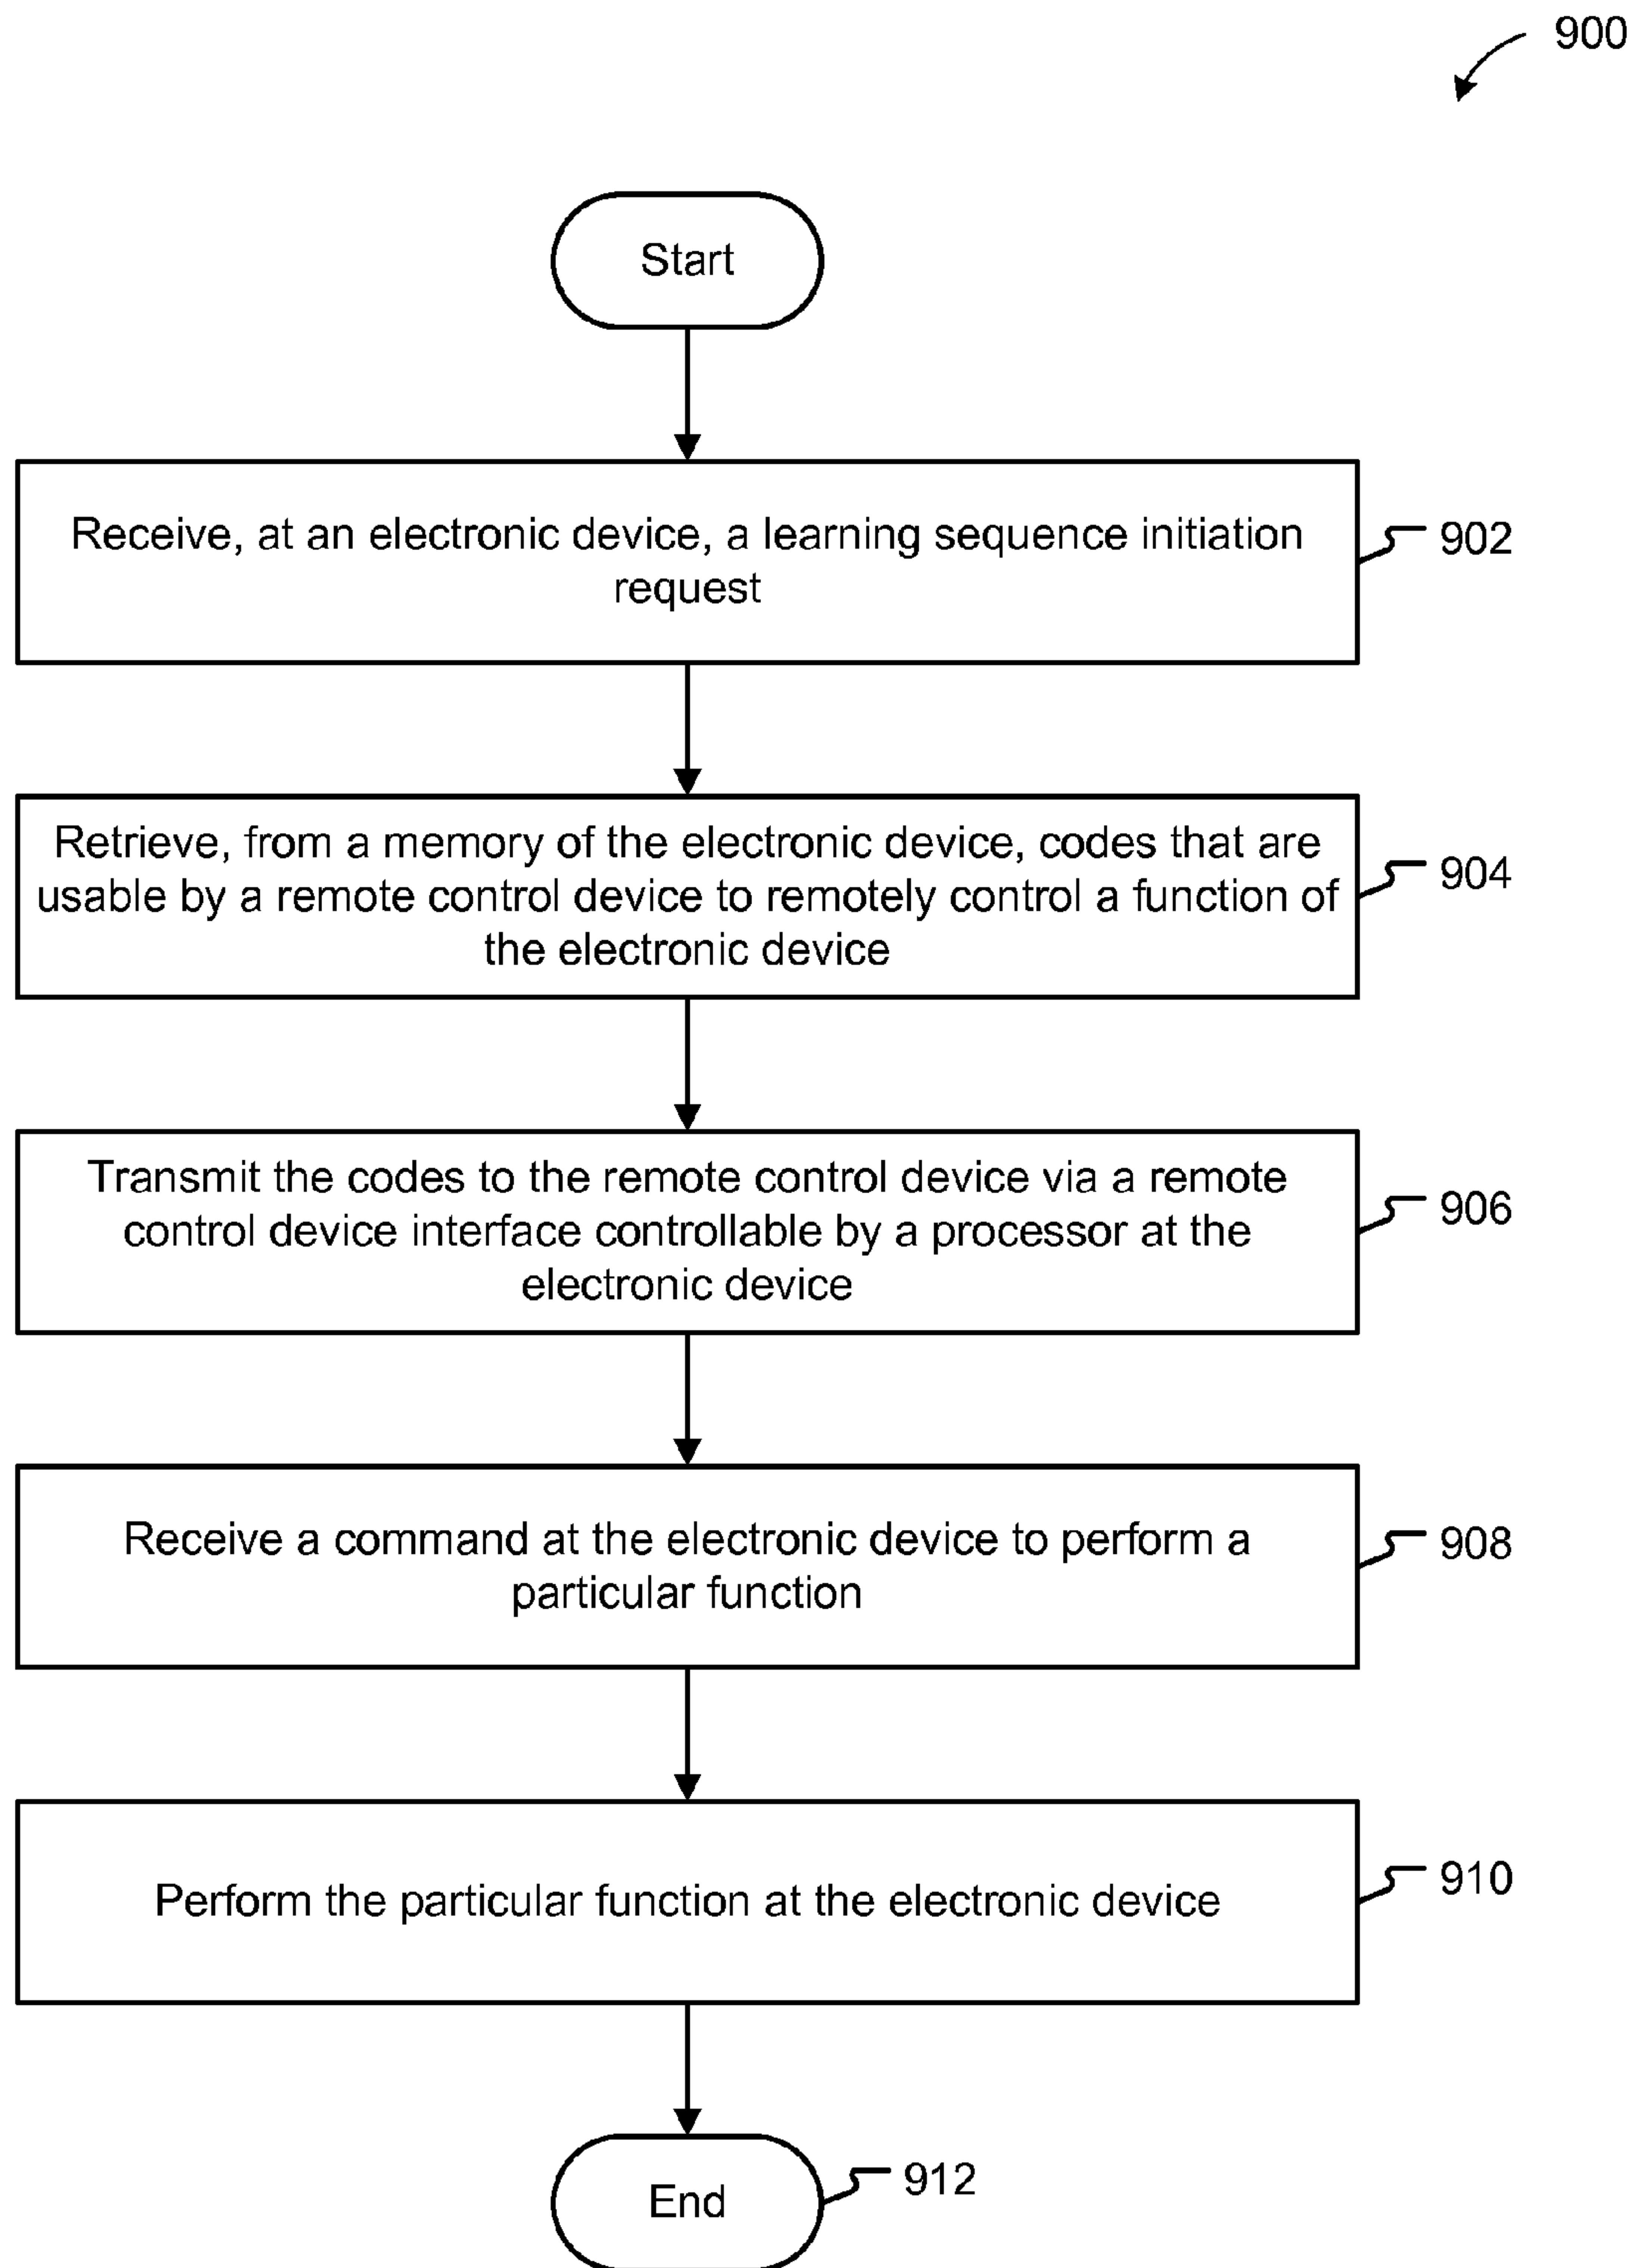 900
Start
Receive, at an electronic device, a learning sequence initiation
request
902
Retrieve, from a memory of the electronic device, codes that are
usable by a remote control device to remotely control a function of
the electronic device
904
Transmit the codes to the remote control device via a remote
control device interface controllable by a processor at the
electronic device
906
Receive a command at the electronic device to perform a
particular function
908
Perform the particular function at the electronic device
910
End
912